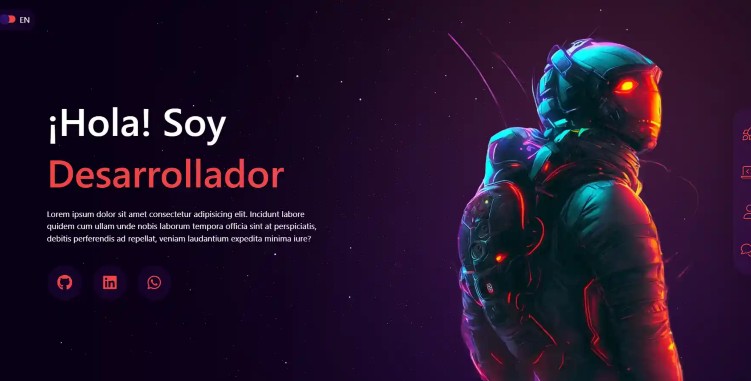 EN
¡Hola! Soy
Desarrollador
Lorem ipsum dolor sit amet consectetur adipisicing elit. Incidunt labore
quidem cum ullam unde nobis laborum tempora officia sint at perspiciatis,
debitis perferendis ad repellat, veniam laudantium expedita minima iure?